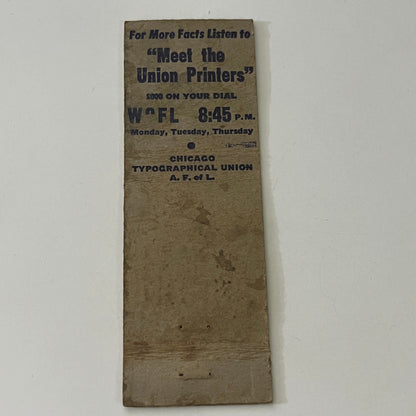 For More Facts Listen to
"Meet the
Union Printers"
ON YOUR DIAL
8:45 P.M.
Monday, Tuesday, Thursday
CHICAGO
TYPOGRAPHICAL UNION
A. F. of L.